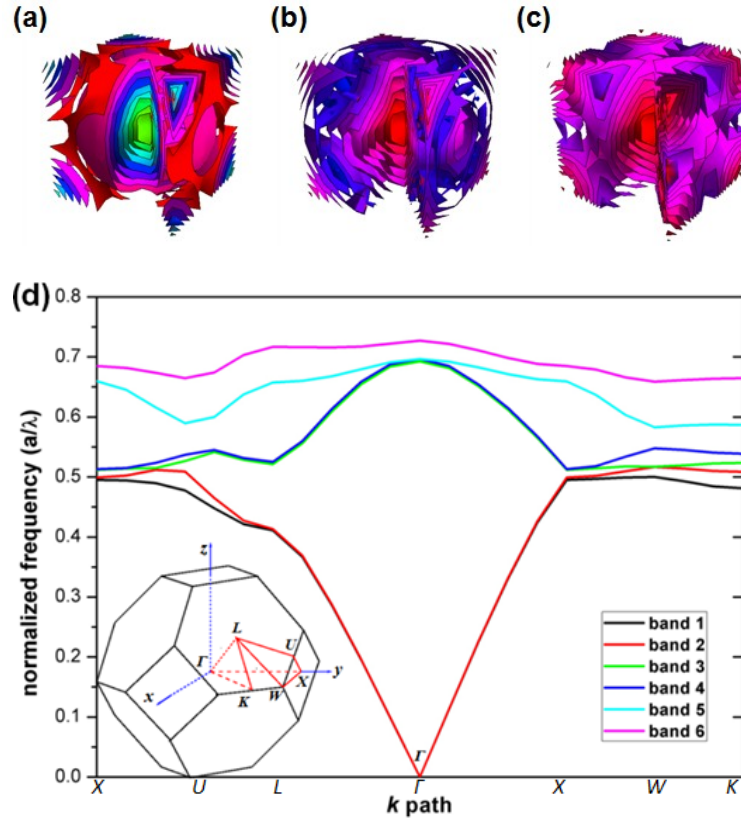 (a)
(b)
(c)
(d)
0.8
0.7
0.6
0.5
0.4
0.3
0.2
0.1
0.0
normalized frequency (a/λ)
z
L
U
Γ
y
X
x
K
W
Γ
band 1
band 2
band 3
band 4
band 5
band 6
X U L Γ X W K
k path